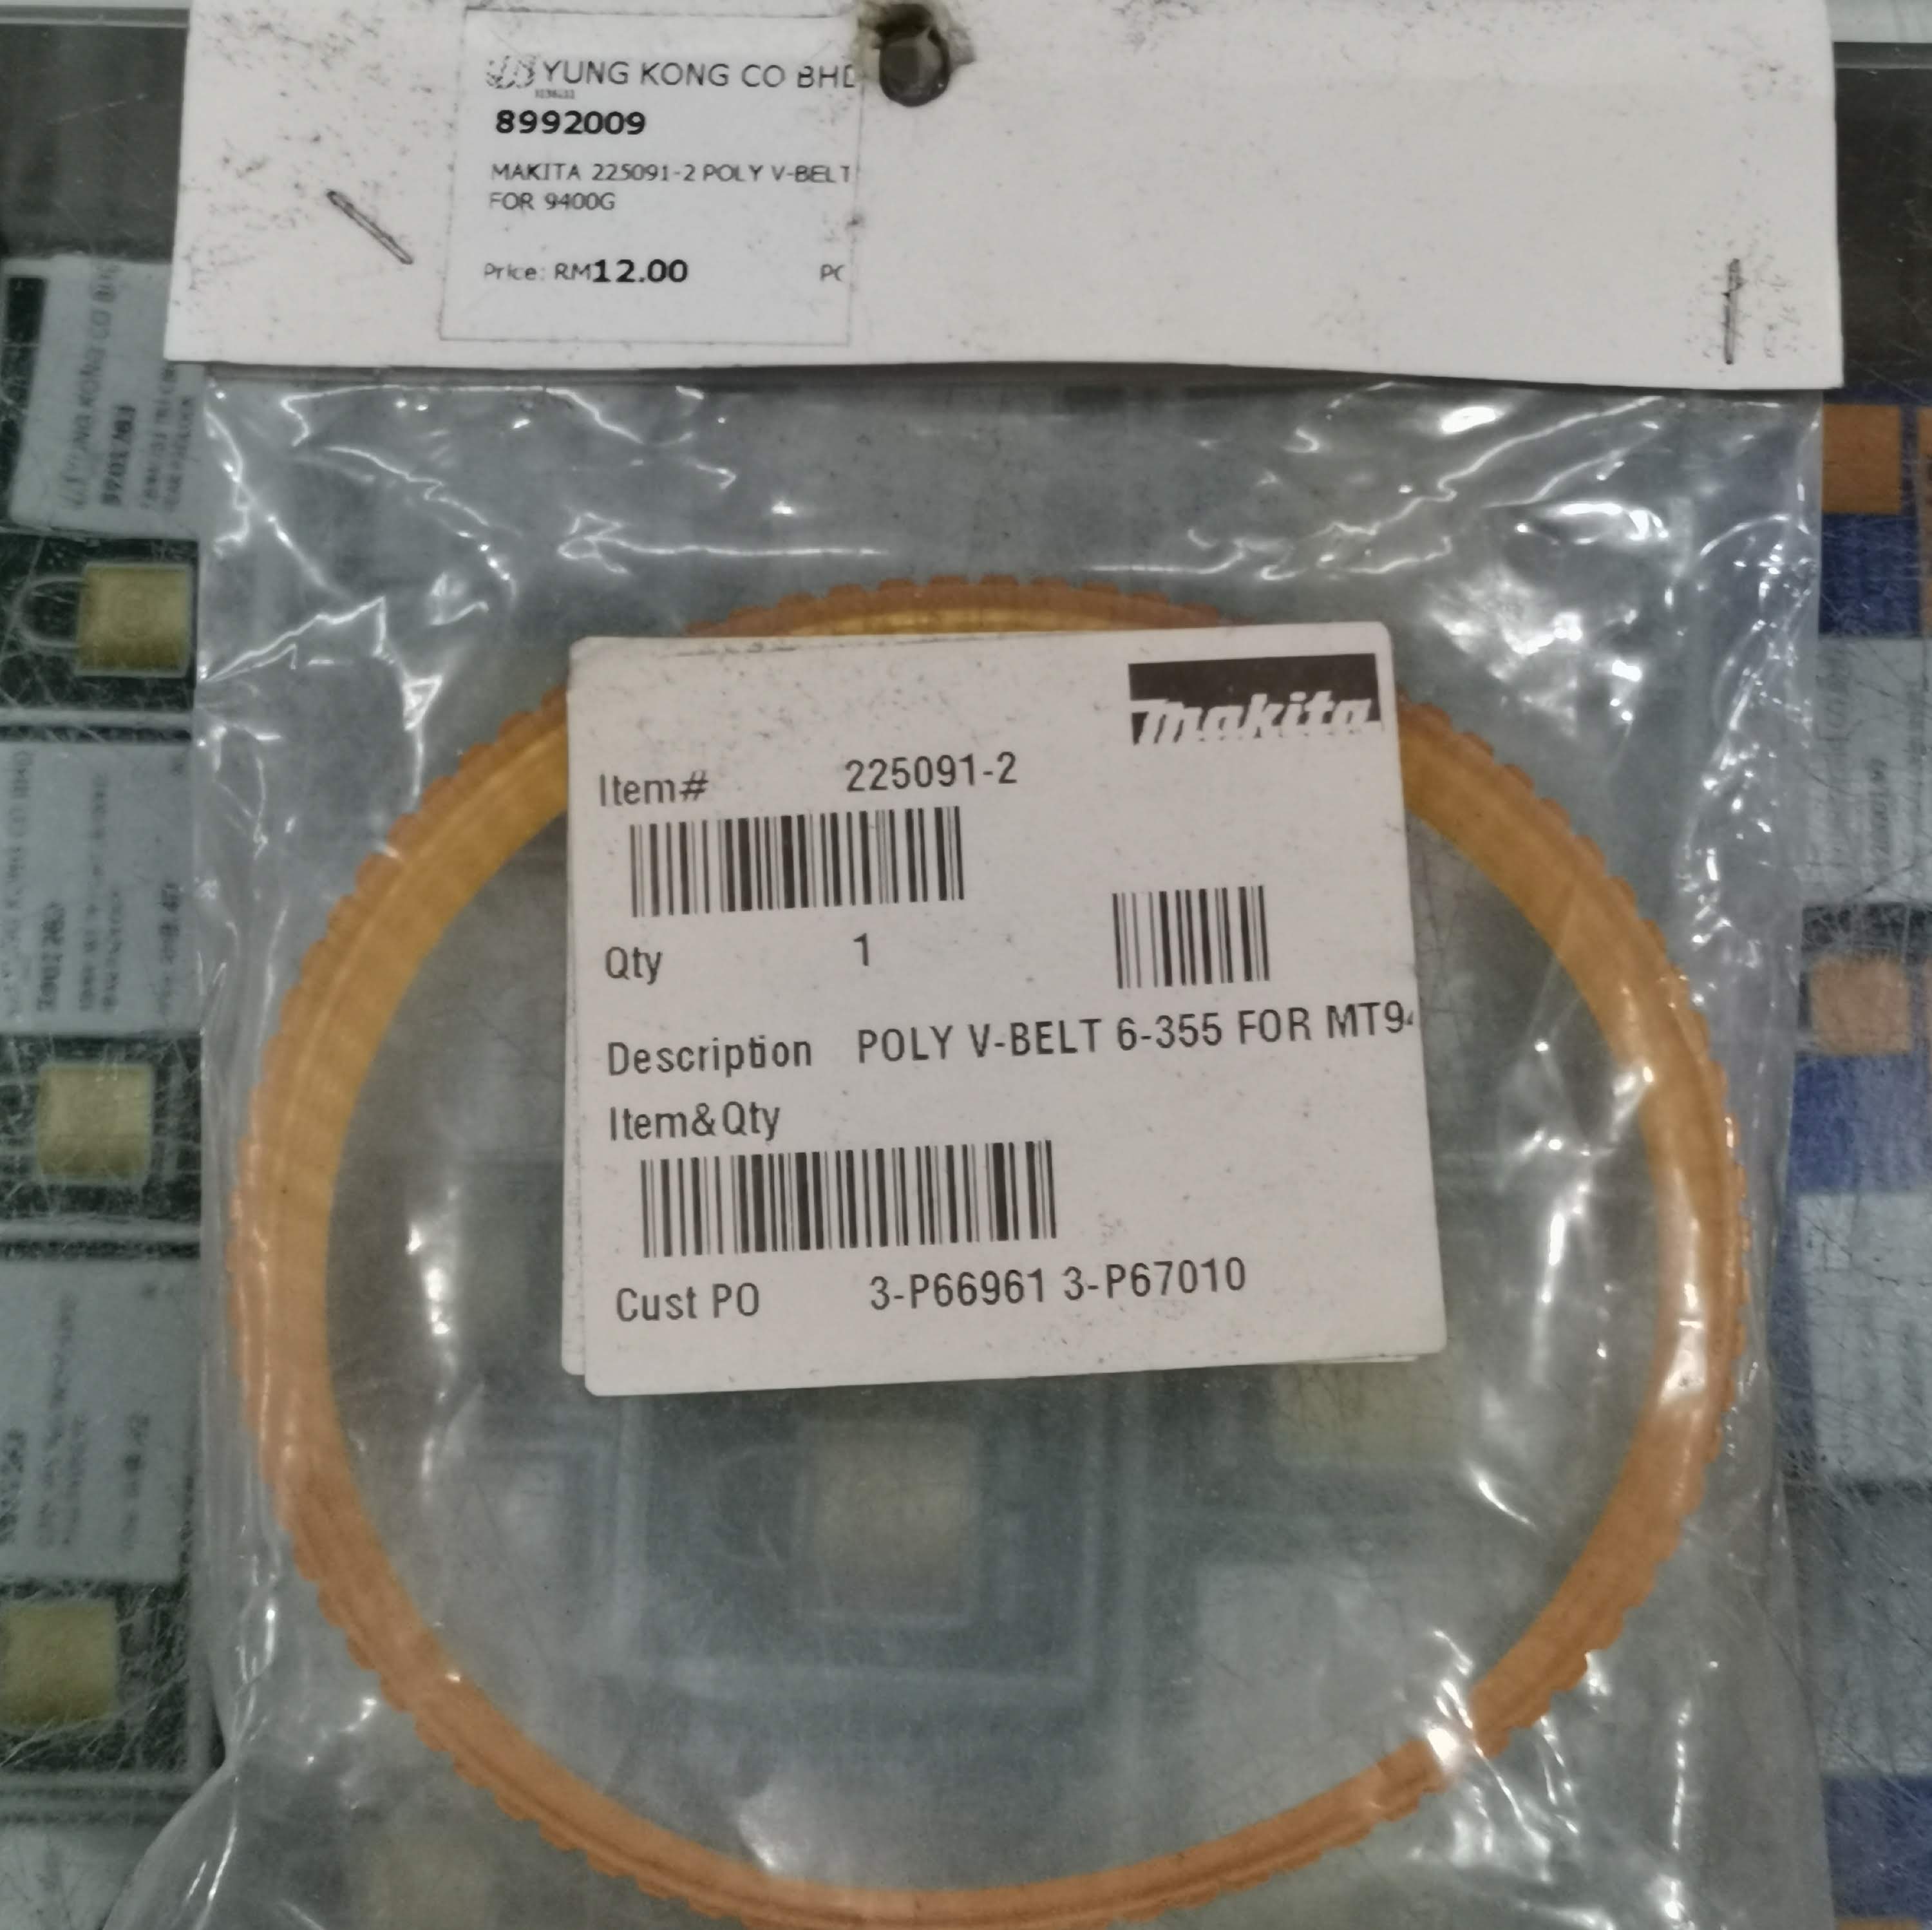 YUNG KONG CO BHD
8992009
MAKITA 225091-2 POLY V-BELT
FOR 9400G
Price: RM12.00 PC
makita
Item# 225091-2
Qty 1
Description POLY V-BELT 6-355 FOR MT9
Item&Qty
Cust PO 3-P66961 3-P67010